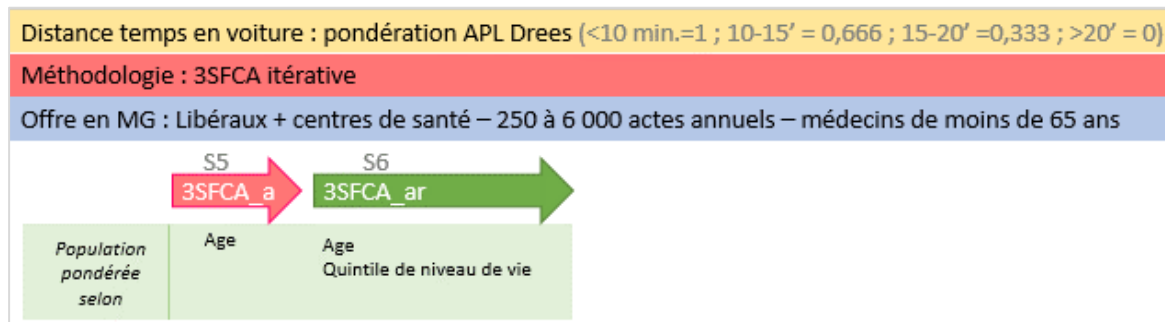 Distance temps en voiture : pondération APL Drees (<10 min.=1 ; 10-15’ = 0,666 ; 15-20’ =0,333 ; >20’ = 0)
Méthodologie : 3SFCA itérative
Offre en MG : Libéraux + centres de santé – 250 à 6 000 actes annuels – médecins de moins de 65 ans
S5
S6
3SFCA_a
3SFCA_ar
Population
pondérée
selon
Age
Age
Quintile de niveau de vie